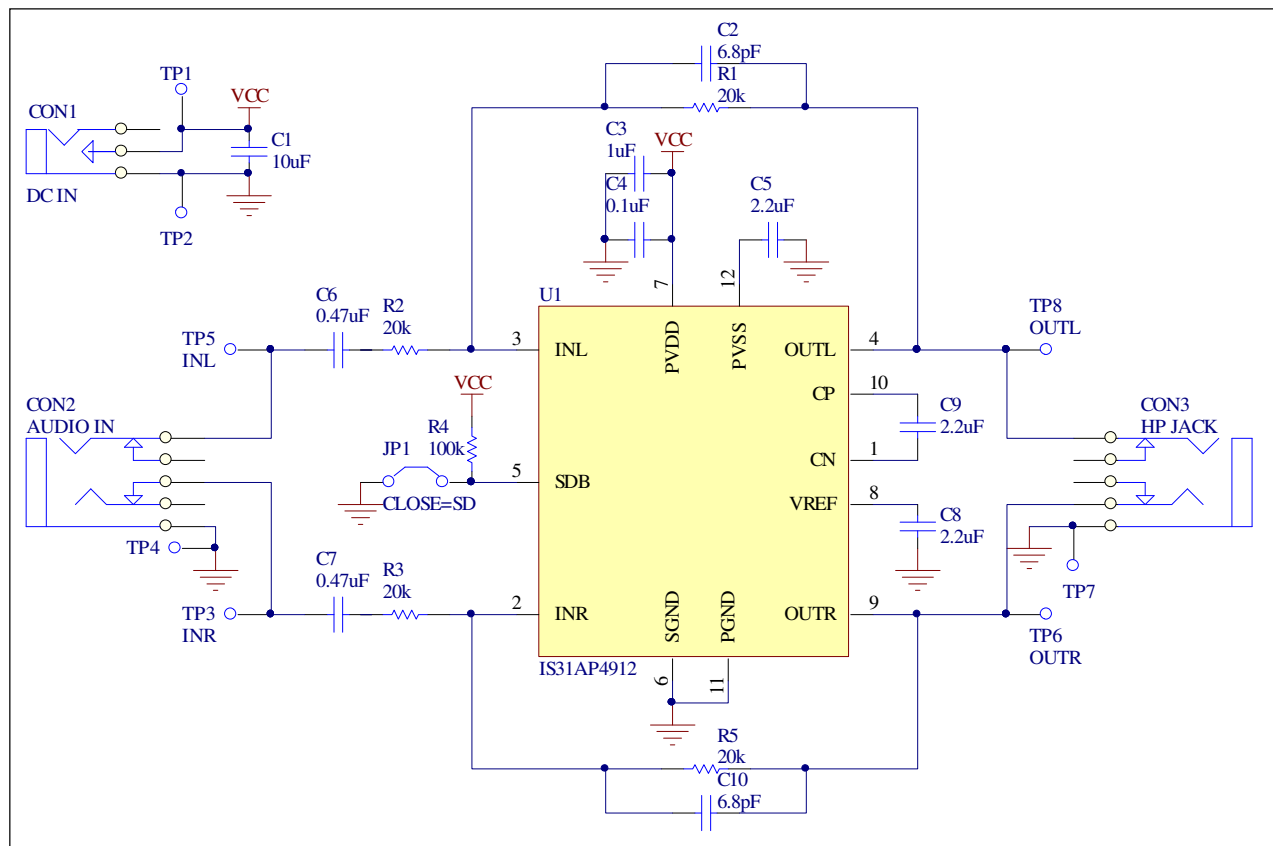 C2
6.8pF
R1
20k
TP1
VCC
CON1
C1
10uF
DC IN
TP2
C3
1uF
VCC
C4
0.1uF
C5
2.2uF
7
12
U1
C6
0.47uF
R2
20k
TP5
INL
3
INL
PVDD
PVSS
OUTL
4
TP8
OUTL
VCC
CP
10
CON2
AUDIO IN
R4
100k
JP1
C9
2.2uF
CON3
HP JACK
5
SDB
CN
1
CLOSE=SD
VREF
8
C8
2.2uF
TP4
C7
0.47uF
R3
20k
TP7
TP3
INR
2
INR
SGND
PGND
OUTR
9
TP6
OUTR
IS31AP4912
6
11
R5
20k
C10
6.8pF